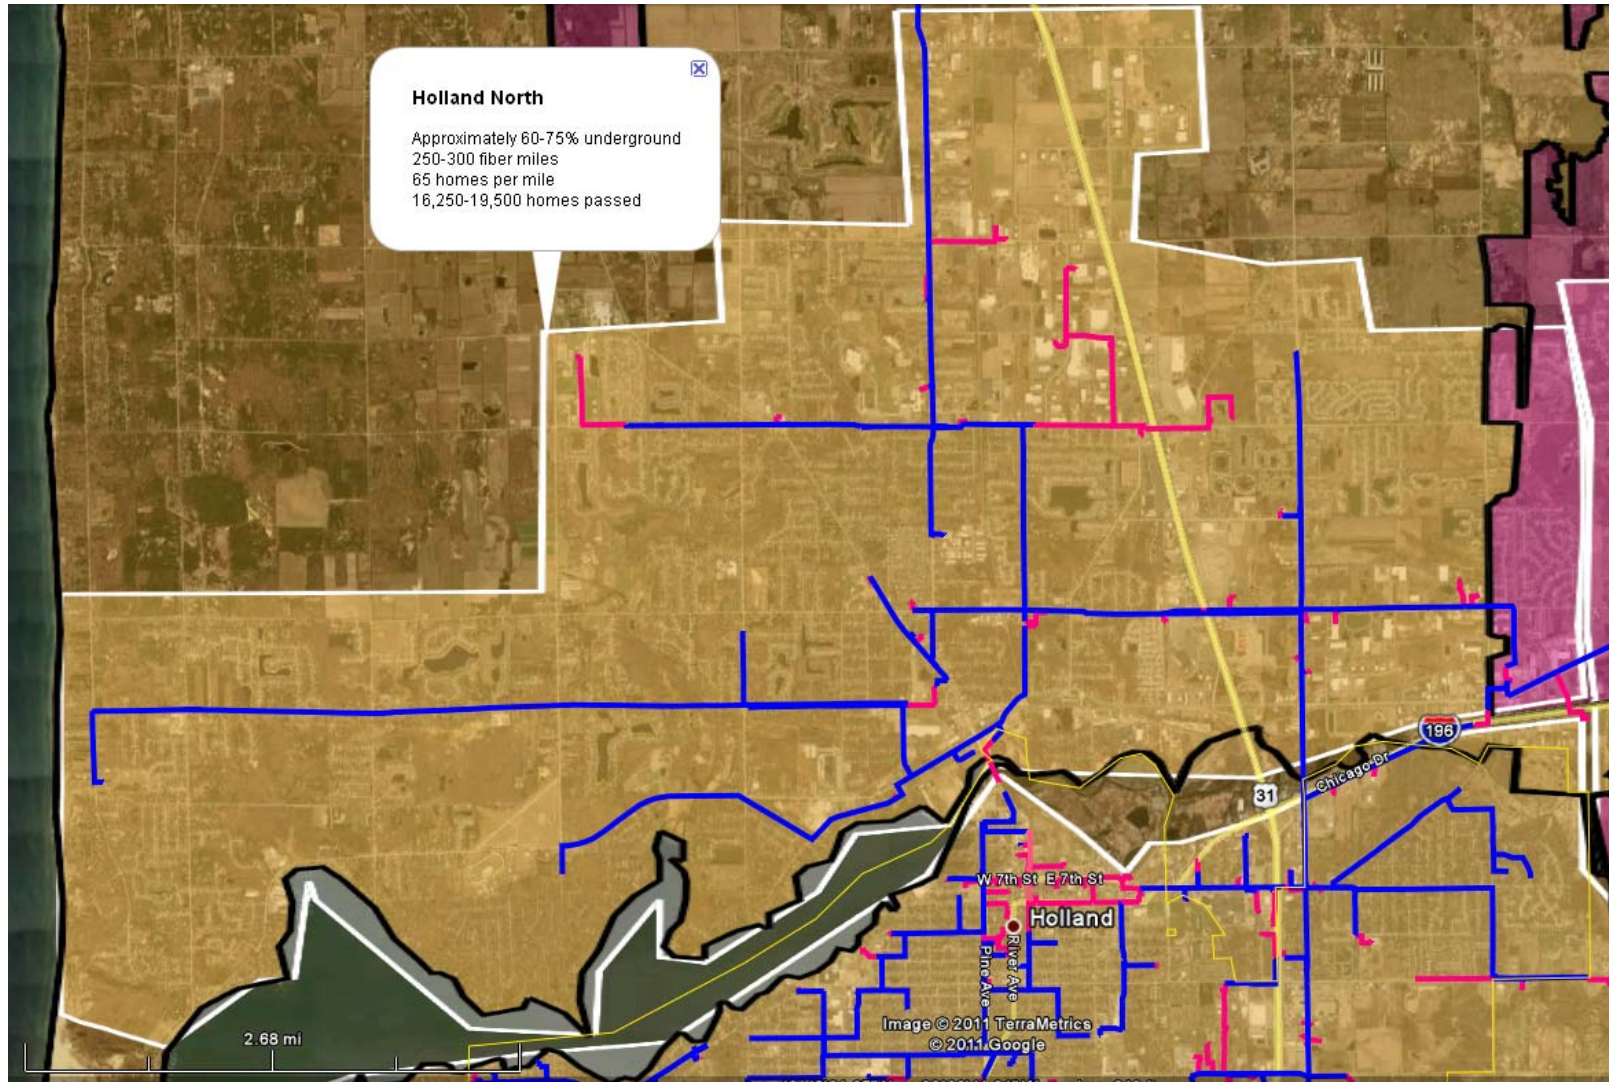 Holland North
Approximately 60-75% underground
250-300 fiber miles
65 homes per mile
16,250-19,500 homes passed
196
Chicago Dr
31
W 7th St E 7th St
Holland
Pine Ave
River Ave
2.68 mi
Image © 2011 TerraMetrics
© 2011 Google